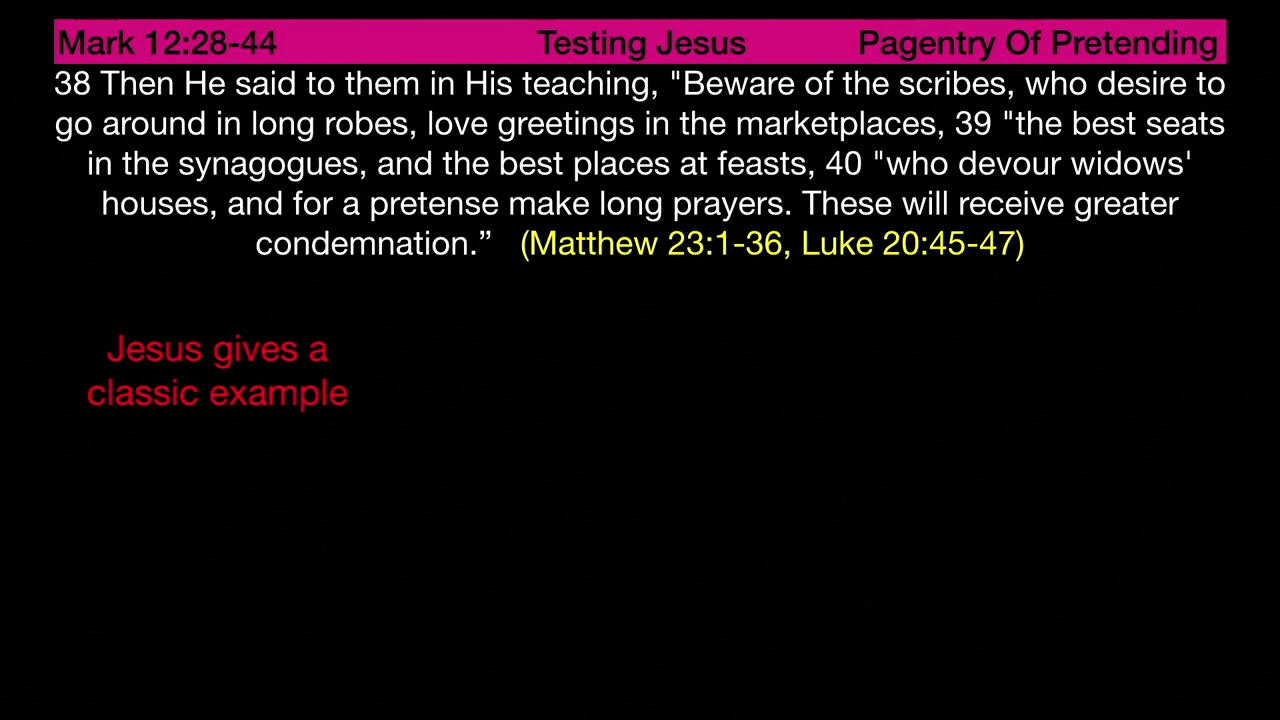 Mark 12:28-44 Testing Jesus Pagentry Of Pretending
38 Then He said to them in His teaching, "Beware of the scribes, who desire to
go around in long robes, love greetings in the marketplaces, 39 "the best seats
in the synagogues, and the best places at feasts, 40 "who devour widows'
houses, and for a pretense make long prayers. These will receive greater
condemnation.” (Matthew 23:1-36, Luke 20:45-47)
Jesus gives a
classic example